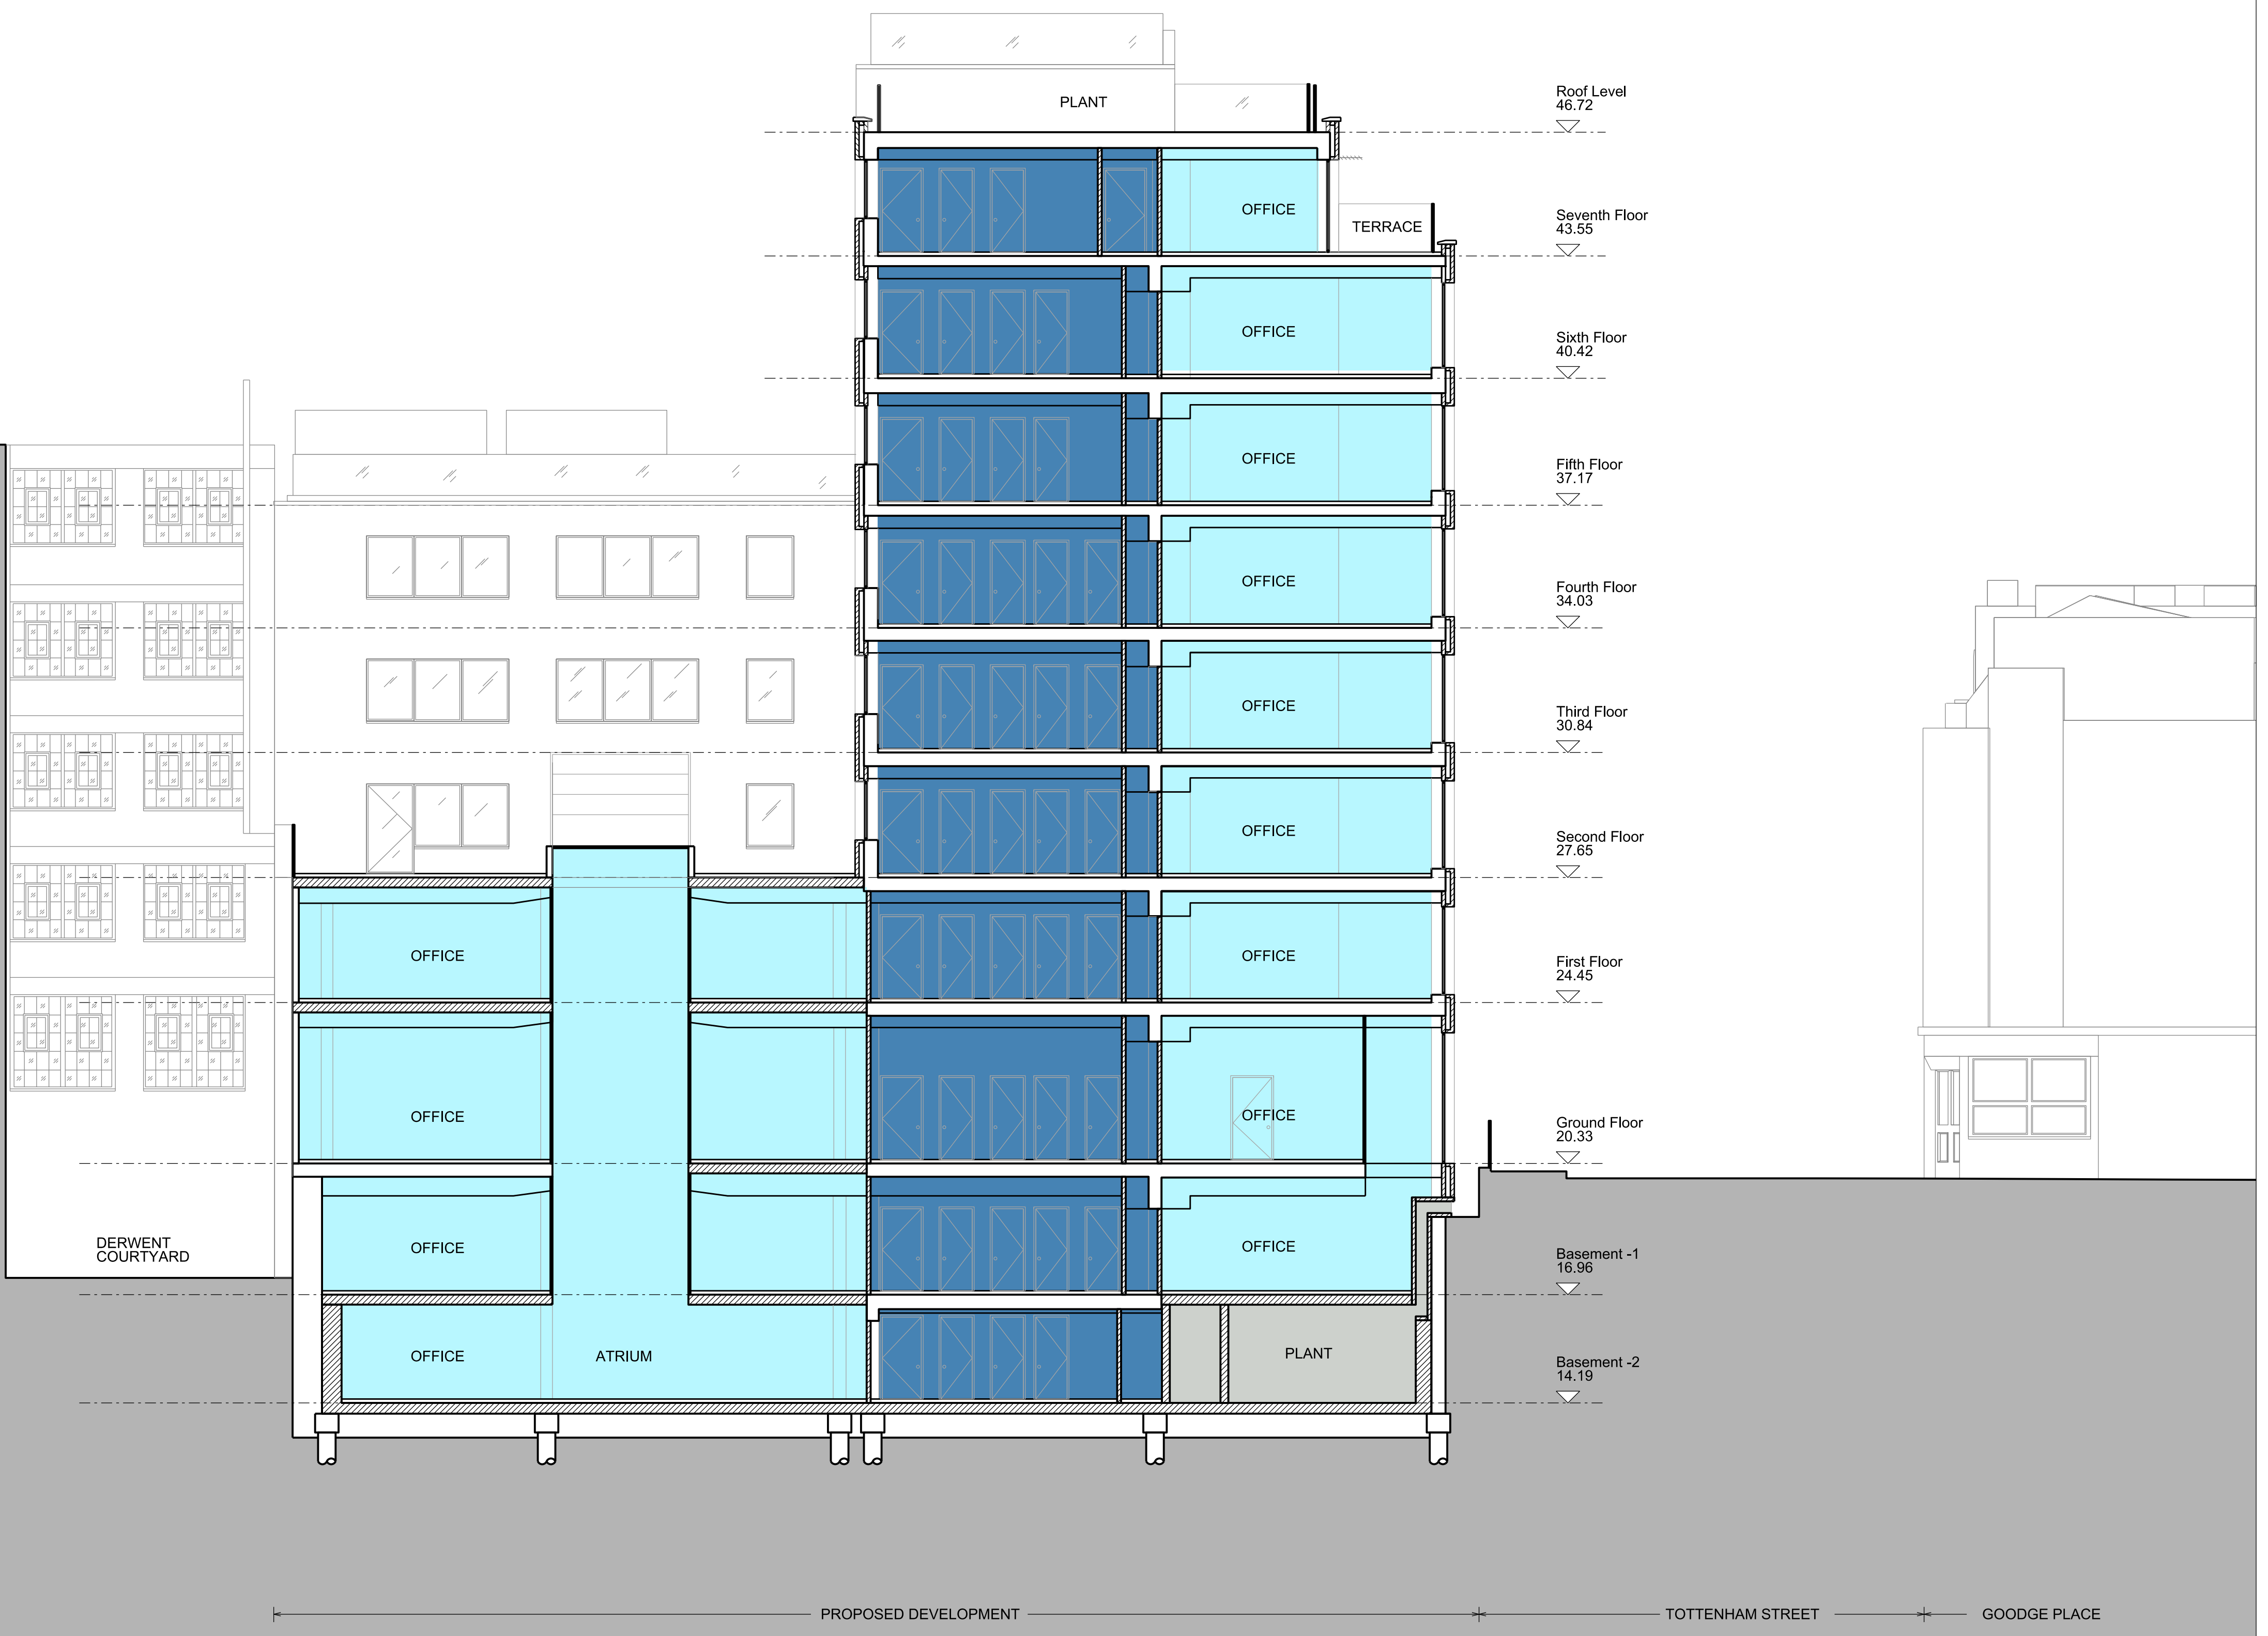 PLANT
Roof Level
46.72
OFFICE
TERRACE
Seventh Floor
43.55
OFFICE
Sixth Floor
40.42
OFFICE
Fifth Floor
37.17
OFFICE
Fourth Floor
34.03
OFFICE
Third Floor
30.84
OFFICE
Second Floor
27.65
OFFICE
OFFICE
First Floor
24.45
OFFICE
OFFICE
Ground Floor
20.33
DERWENT
COURTYARD
OFFICE
OFFICE
Basement -1
16.96
OFFICE
ATRIUM
PLANT
Basement -2
14.19
PROPOSED DEVELOPMENT
TOTTENHAM STREET
GOODGE PLACE